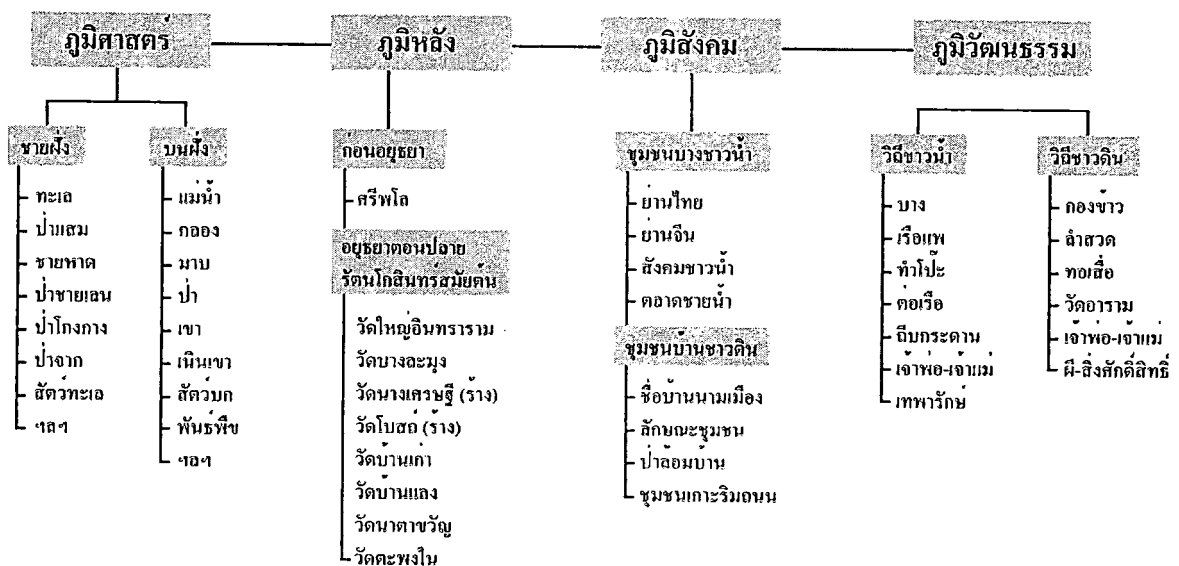 ภูมิศาสตร์
ภูมิหลัง
ภูมิสังคม
ภูมิวัฒนธรรม
ชายฝั่ง
ทะเล
ป่าแสม
ชายหาด
ป่าชายเลน
ป่าโกงกาง
ป่าจาก
สัตว์ทะเล
ฯลฯ
บนฝั่ง
แม่น้ำ
คลอง
มาบ
ป่า
เขา
เนินเขา
สัตว์บก
พันธ์พืช
ฯลฯ
ก่อนอยุธยา
ศรีพโล
อยุธยาตอนปลาย
รัตนโกสินทร์สมัยต้น
วัดใหญ่อินทราราม
วัดบางละมุง
วัดนางเศรษฐี (ร้าง)
วัดโบสถ์ (ร้าง)
วัดบ้านเก่า
วัดบ้านแลง
วัดนาตาขวัญ
วัดตะพงใน
ชุมชนบางชาวน้ำ
ย่านไทย
ย่านจีน
สังคมชาวน้ำ
ตลาดชายน้ำ
ชุมชนบ้านชาวดิน
ชื่อบ้านนามเมือง
ลักษณะชุมชน
ป่าล้อมบ้าน
ชุมชนเกาะริมถนน
วิถีชาวน้ำ
บาง
เรือแพ
ทำโป๊ะ
ต่อเรือ
ถีบกระดาน
เจ้าพ่อ-เจ้าแม่
เทพารักษ์
วิถีชาวดิน
กองข้าว
ลำสวด
ทอเสื่อ
วัดอาราม
เจ้าพ่อ-เจ้าแม่
ผี-สิ่งศักดิ์สิทธิ์